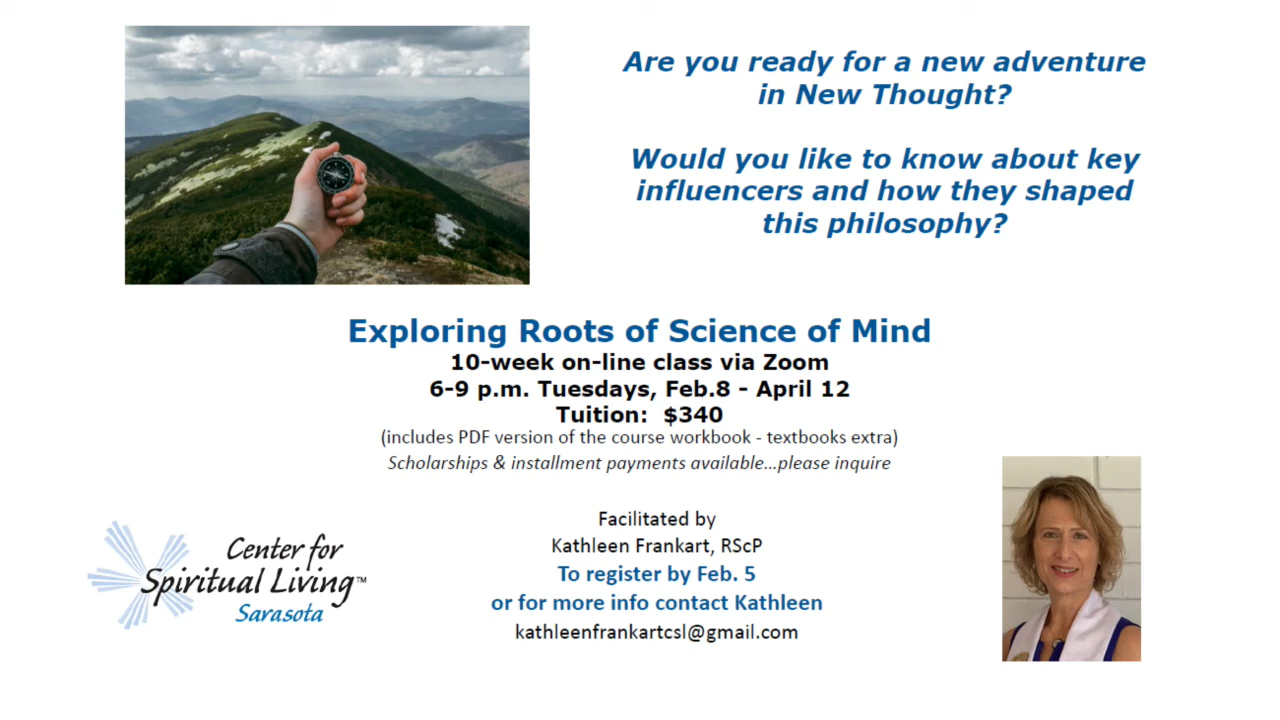 Are you ready for a new adventure
in New Thought?
Would you like to know about key
influencers and how they shaped
this philosophy?
Exploring Roots of Science of Mind
10-week on-line class via Zoom
6-9 p.m. Tuesdays, Feb.8 - April 12
Tuition:  $340
(includes PDF version of the course workbook - textbooks extra)
Scholarships & installment payments available...please inquire
Center for
Spiritual Living™
Sarasota
Facilitated by
Kathleen Frankart, RScP
To register by Feb. 5
or for more info contact Kathleen
kathleenfrankartcsl@gmail.com